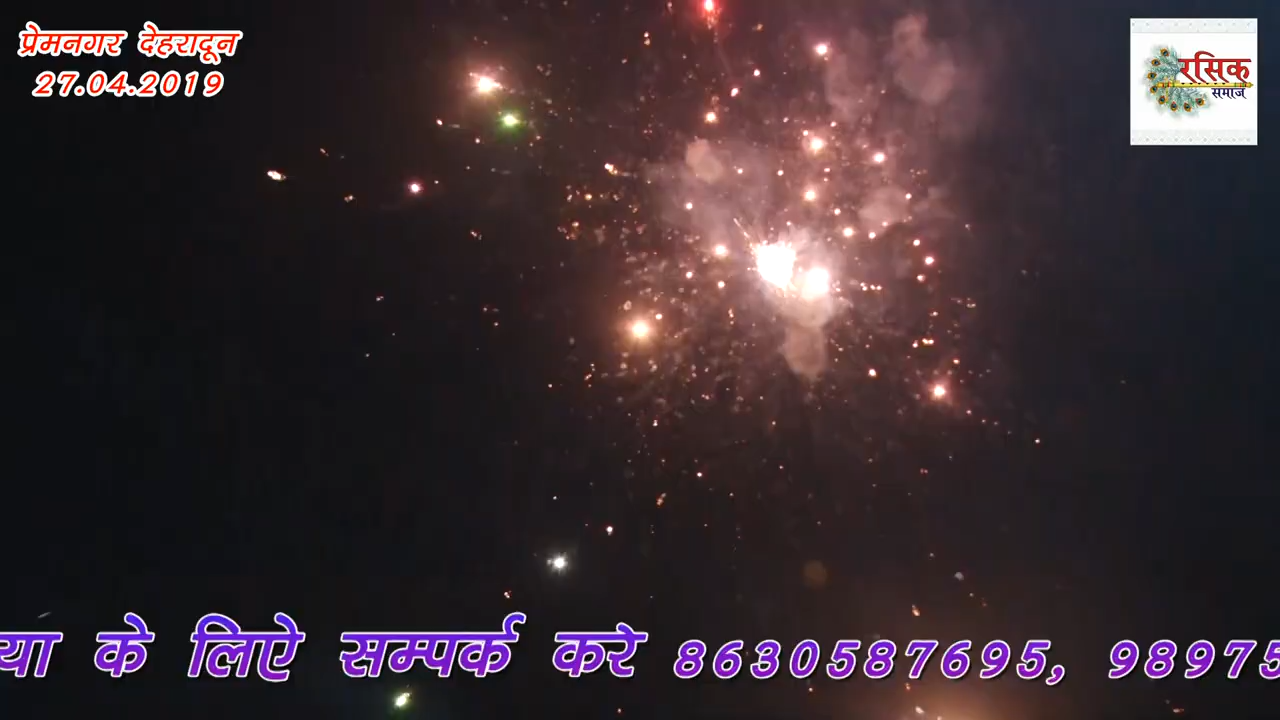 प्रेमनगर देहरादून
27.04.2019
रसिक
समाज
के लिऐ सम्पर्क करे 8630587695,